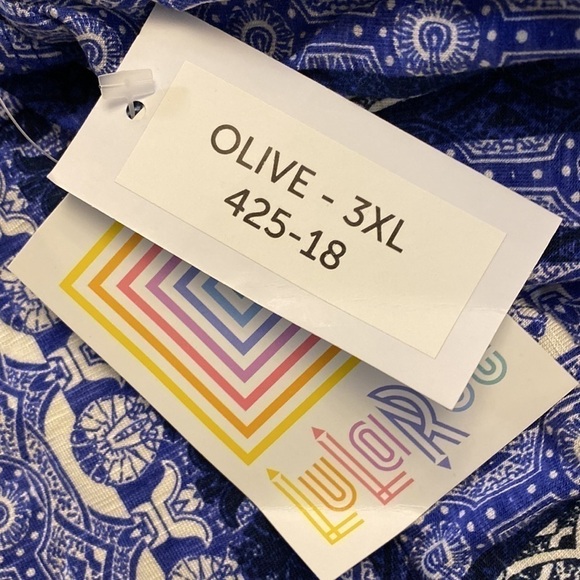 OLIVE - 3XL
425-18
LuLaRoe